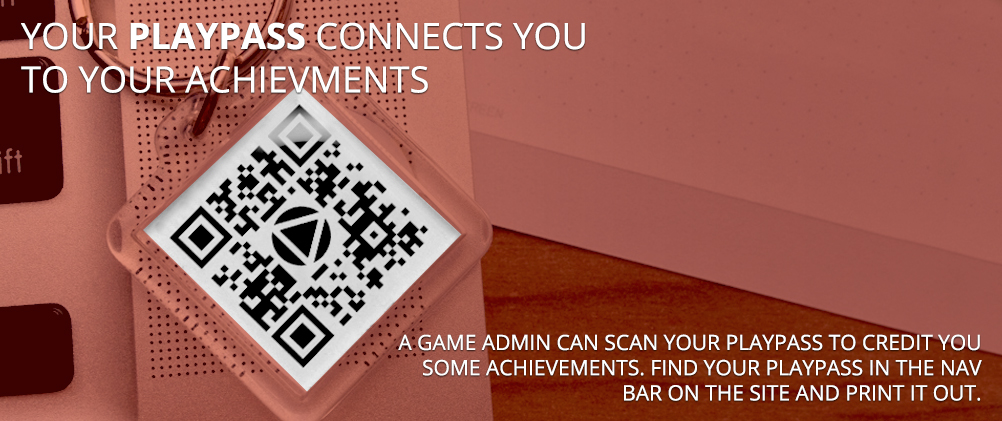 YOUR PLAYPASS CONNECTS YOU
TO YOUR ACHIEVMENTS
ift
A GAME ADMIN CAN SCAN YOUR PLAYPASS TO CREDIT YOU
SOME ACHIEVEMENTS. FIND YOUR PLAYPASS IN THE NAV
BAR ON THE SITE AND PRINT IT OUT.